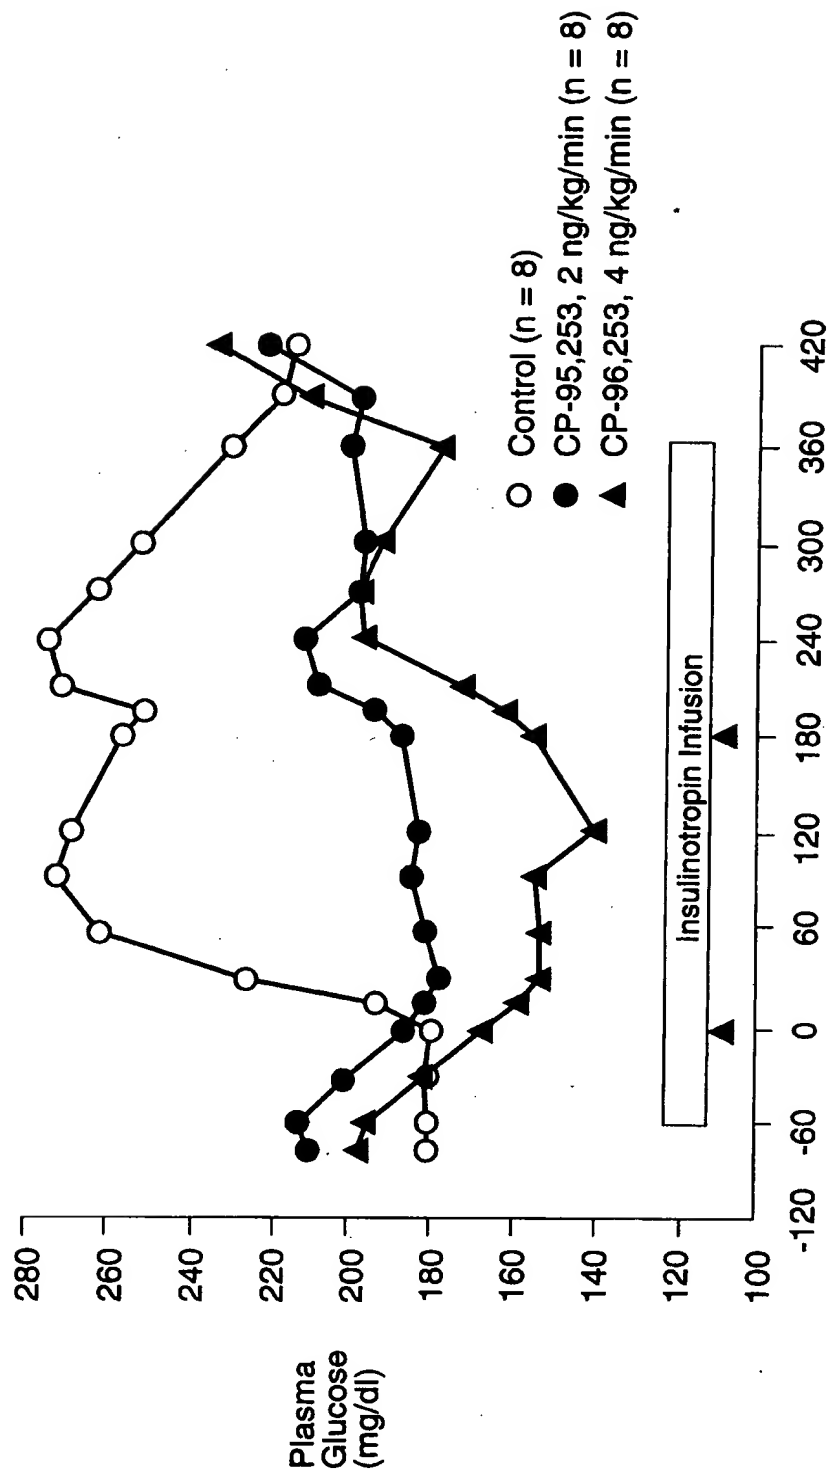 Plasma
Glucose
(mg/dl)
280
260
240
220
200
180
160
140
120
100
-120
-60
0
60
120
180
240
300
360
420
Insulinotropin Infusion
Control (n = 8)
CP-95,253, 2 ng/kg/min (n = 8)
CP-96,253, 4 ng/kg/min (n = 8)